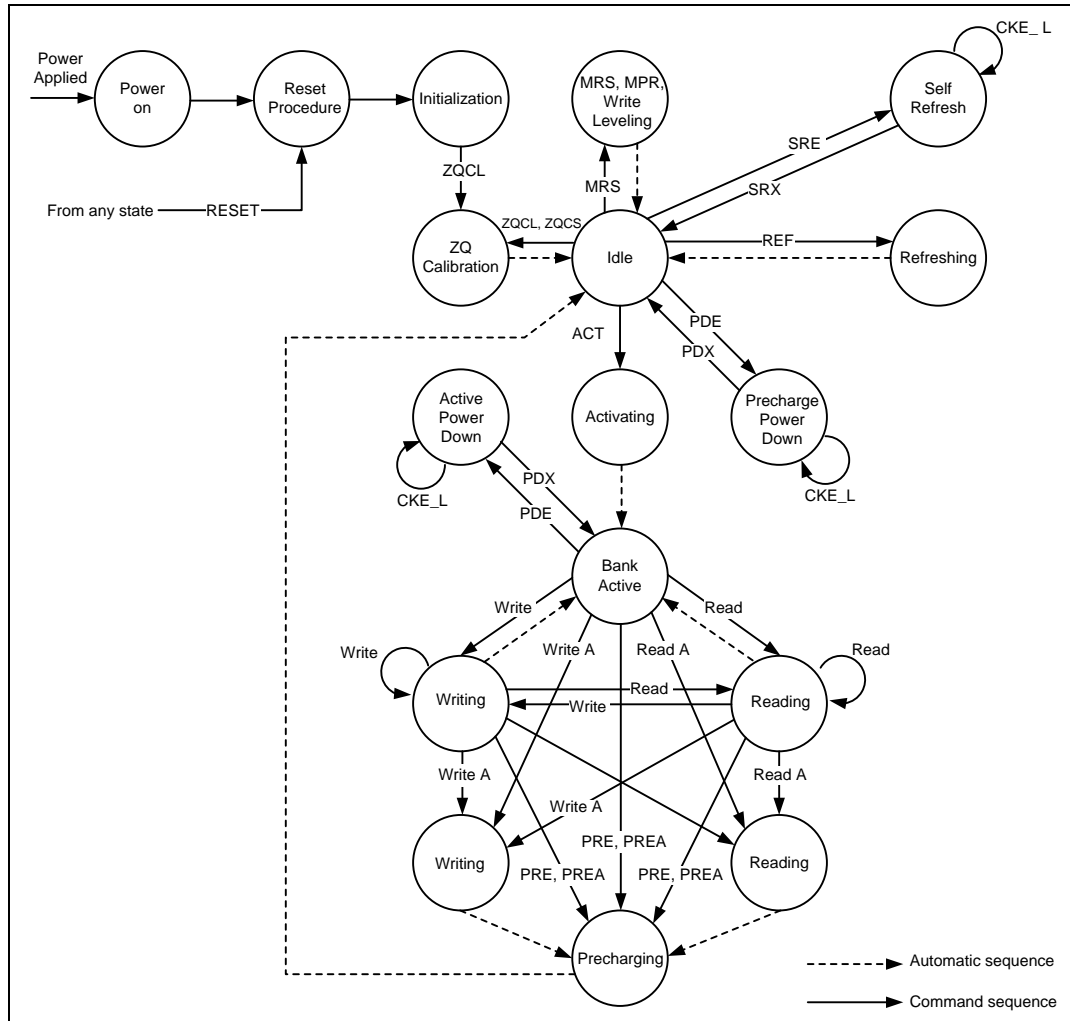 CKE_ L
Power
Applied
Power
on
Reset
Procedure
Initialization
MRS, MPR,
Write
Leveling
Self
Refresh
ZQCL
MRS
SRE
SRX
From any state
RESET
ZQCL, ZQCS
ZQ
Calibration
Idle
REF
Refreshing
ACT
PDE
PDX
Active
Power
Down
Activating
Precharge
Power
Down
CKE_L
PDX
PDE
CKE_L
Bank
Active
Write
Read
Write
Write A
Read A
Read
Writing
Read
Write
Reading
Write A
Write A
Read A
Writing
PRE, PREA
Reading
PRE, PREA
PRE, PREA
Precharging
Automatic sequence
Command sequence